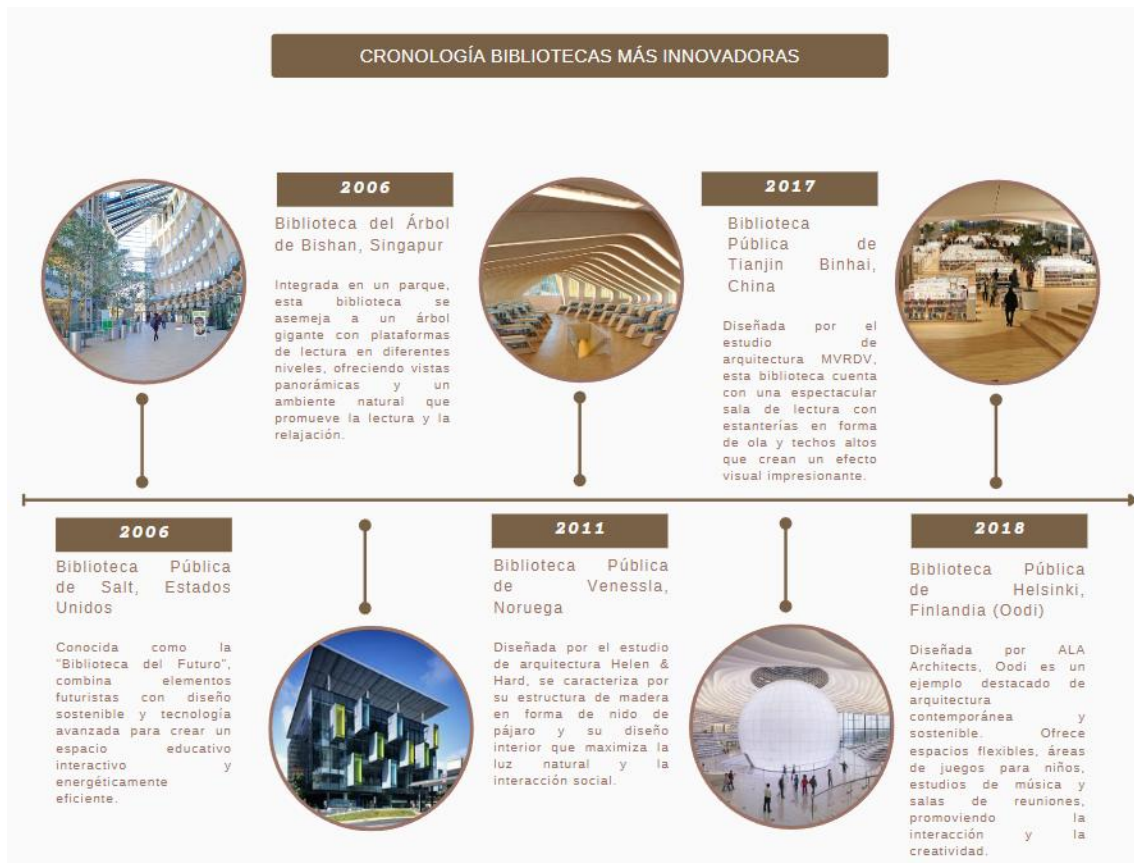 CRONOLOGÍA BIBLIOTECAS MÁS INNOVADORAS
2006
Biblioteca del Árbol
de Bishan, Singapur
Integrada en un parque,
esta biblioteca se
asemeja a un árbol
gigante con plataformas
de lectura en diferentes
niveles, ofreciendo vistas
panorámicas y un
ambiente natural que
promueve la lectura y la
relajación.
2017
Biblioteca
Pública de
Tianjin Binhai,
China
Diseñada por el
estudio de
arquitectura MVRDV,
esta biblioteca cuenta
con una espectacular
sala de lectura con
estanterías en forma
de ola y techos altos
que crean un efecto
visual impresionante.
2006
Biblioteca Pública
de Salt, Estados
Unidos
Conocida como la
"Biblioteca del Futuro",
combina elementos
futuristas con diseño
sostenible y tecnología
avanzada para crear un
espacio educativo
interactivo y
energéticamente
eficiente.
2011
Biblioteca Pública
de Venessla,
Noruega
Diseñada por el estudio
de arquitectura Helen &
Hard, se caracteriza por
su estructura de madera
en forma de nido de
pájaro y su diseño
interior que maximiza la
luz natural y la
interacción social.
2018
Biblioteca Pública
de Helsinki,
Finlandia (Oodi)
Diseñada por ALA
Architects, Oodi es un
ejemplo destacado de
arquitectura
contemporánea y
sostenible. Ofrece
espacios flexibles, áreas
de juegos para niños,
estudios de música y
salas de reuniones,
promoviendo la
interacción y la
creatividad.